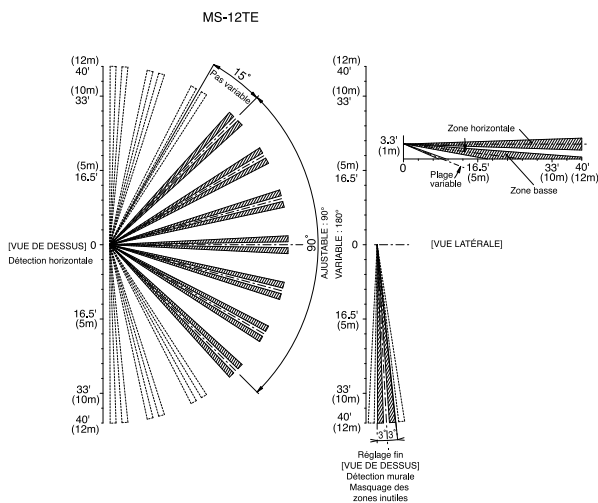 MS-12TE
(12m)
40'
(10m)
33'
(5m)
16.5'
[VUE DE DESSUS] 0
Détection horizontale
16.5'
(5m)
33'
(10m)
40'
(12m)
15°
Pas variable
90°
AJUSTABLE : 90°
VARIABLE : 180°
(12m)
40'
(10m)
33'
(5m)
16.5'
0
16.5'
(5m)
33'
(10m)
40'
(12m)
Zone horizontale
3.3'
(1m)
Plage
variable
16.5'
(5m)
33'
(10m)
40'
(12m)
Zone basse
[VUE LATÉRALE]
3° 3°
Réglage fin
[VUE DE DESSUS]
Détection murale
Masquage des
zones inutiles